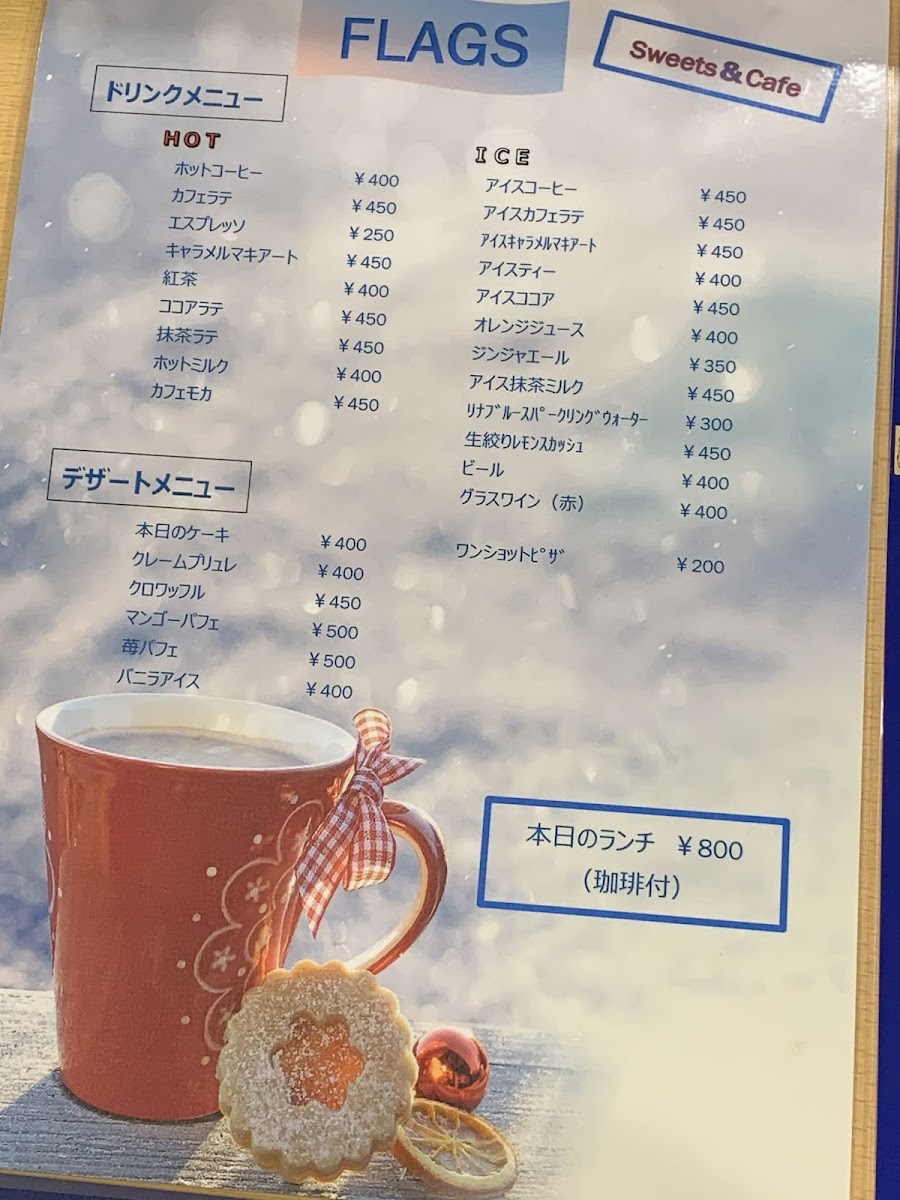 FLAGS
Sweets&Cafe
ドリンクメニュー
HOT
ホットコーヒー ¥400
カフェラテ ¥450
エスプレッソ ¥250
キャラメルマキアート ¥450
紅茶 ¥400
ココアラテ ¥450
抹茶ラテ ¥450
ホットミルク ¥400
カフェモカ ¥450
ICE
アイスコーヒー ¥450
アイスカフェラテ ¥450
ｱｲｽｷｬﾗﾒﾙﾏｷｱｰﾄ ¥450
アイスティー ¥400
アイスココア ¥450
オレンジジュース ¥400
ジンジャエール ¥350
アイス抹茶ミルク ¥450
ﾘﾅﾌﾞﾙｰｽﾊﾟｰｸﾘﾝｸﾞｳｫｰﾀｰ ¥300
生絞りﾚﾓﾝｽｶｯｼｭ ¥450
ビール ¥400
グラスワイン（赤） ¥400
ワンショットﾋﾟｻﾞ ¥200
デザートメニュー
本日のケーキ ¥400
クレームプリュレ ¥400
クロワッフル ¥450
マンゴーパフェ ¥500
苺パフェ ¥500
バニラアイス ¥400
本日のランチ ¥800
（珈琲付）